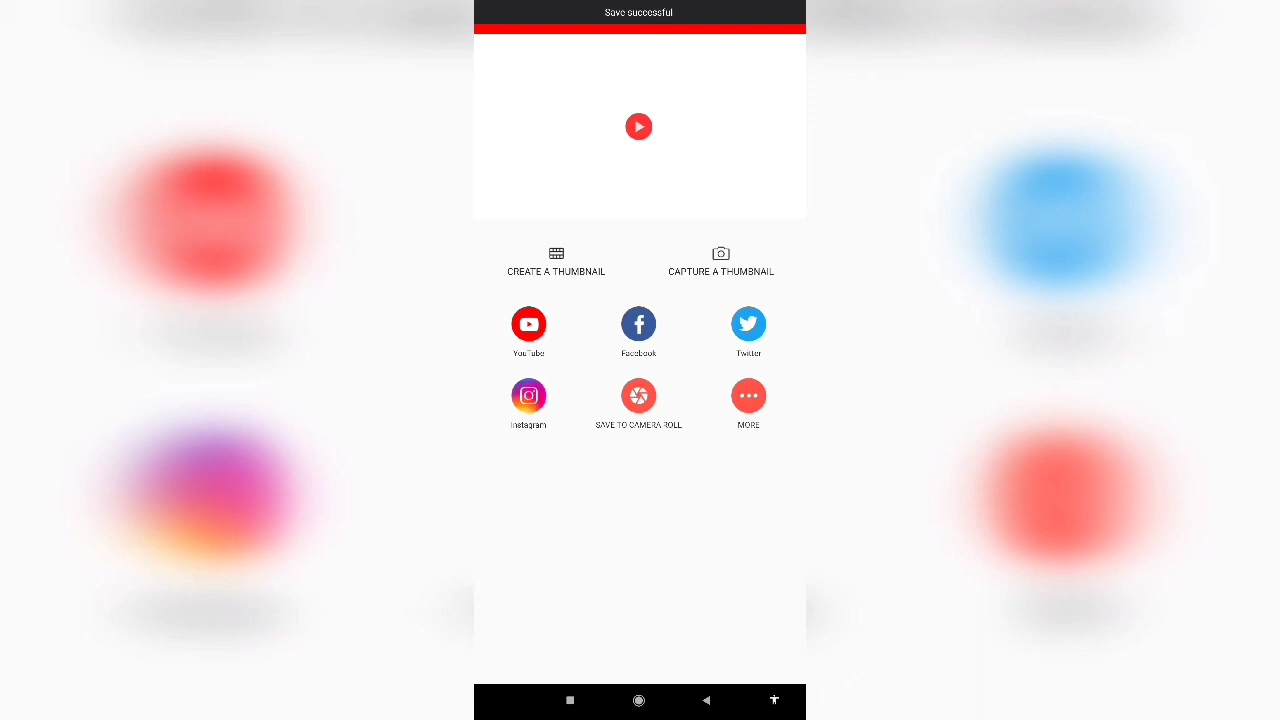 Save successful
CREATE A THUMBNAIL
CAPTURE A THUMBNAIL
YouTube
Facebook
Twitter
Instagram
SAVE TO CAMERA ROLL
MORE